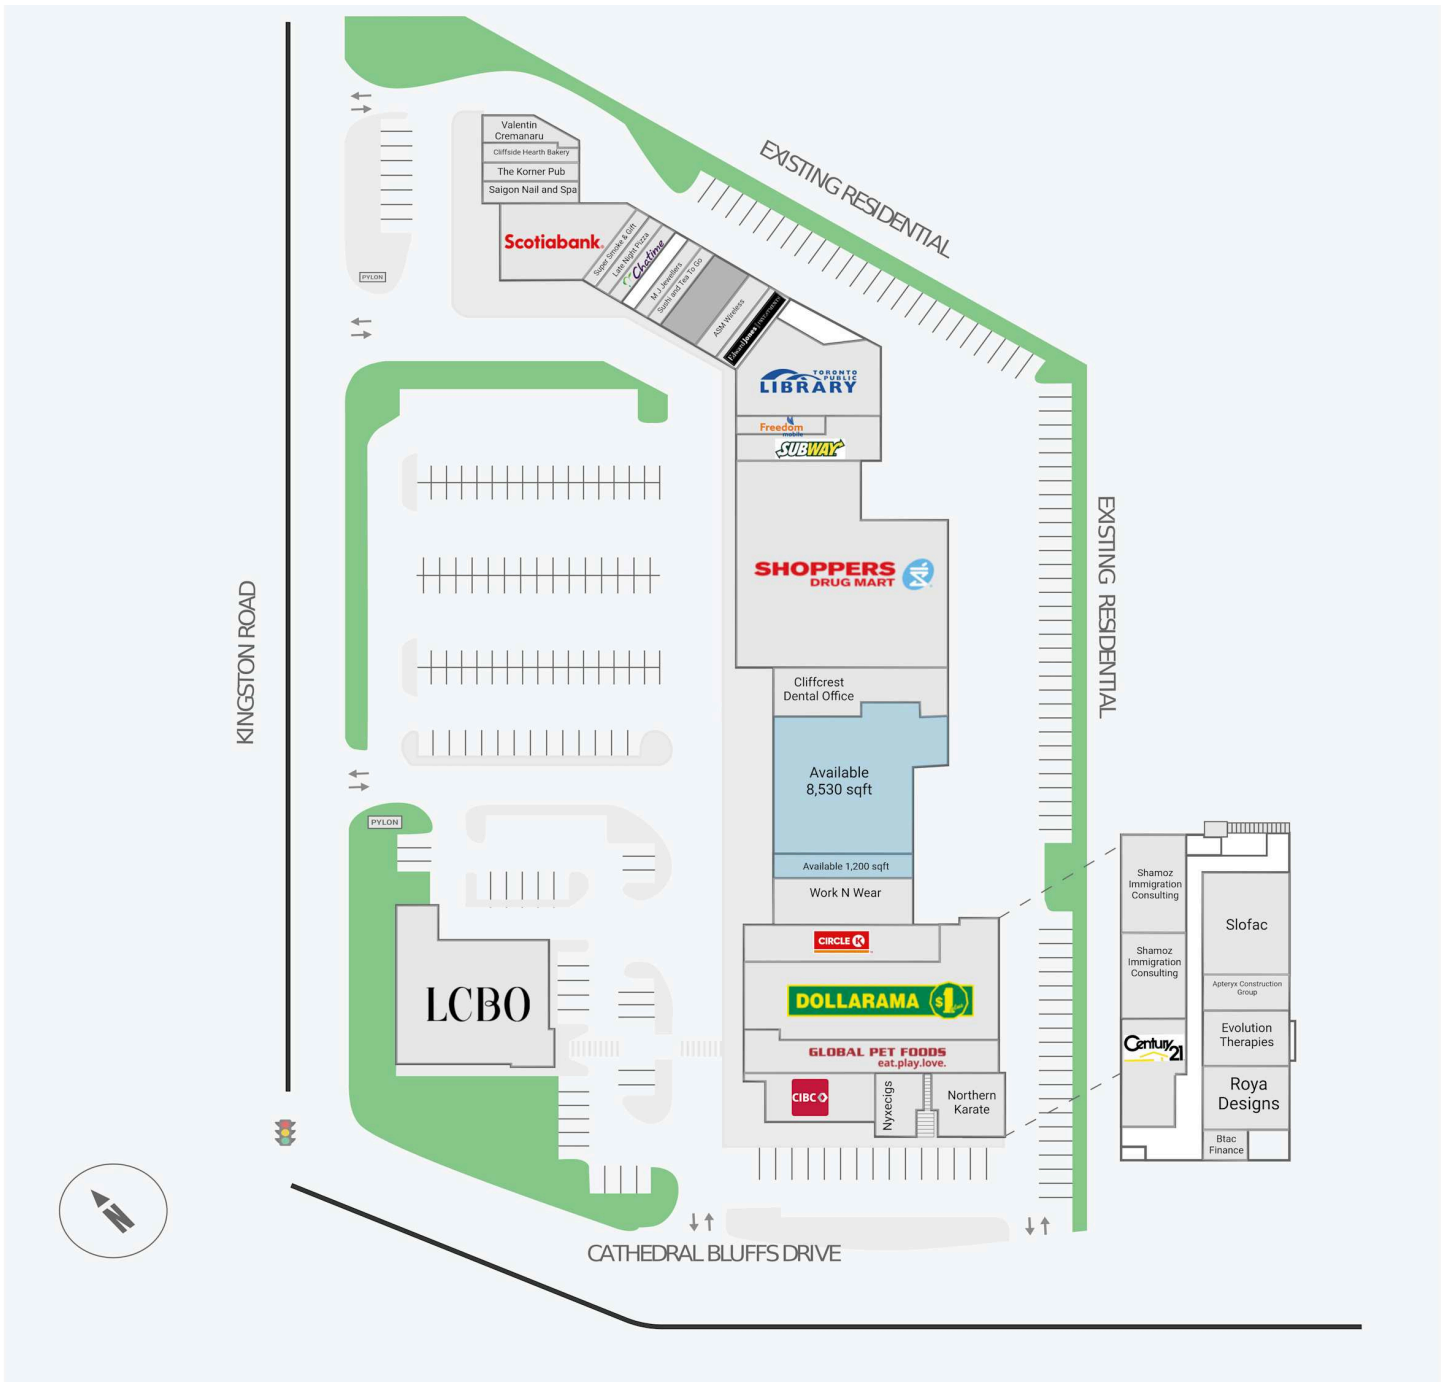 EXISTING RESIDENTIAL
Valentin
Cremanaru
Cliffside Hearth Bakery
The Korner Pub
Saigon Nail and Spa
Scotiabank
Super Smoke & Gift
Late Night Pizza
Chatime
M J Jewellers
Sushi and Tea To Go
ASM Wireless
Edward Jones INVESTMENTS
PYLON
TORONTO
PUBLIC
LIBRARY
Freedom
mobile
SUBWAY
SHOPPERS
DRUG MART
EXISTING RESIDENTIAL
KINGSTON ROAD
Cliffcrest
Dental Office
Available
8,530 sqft
Available 1,200 sqft
Work N Wear
PYLON
CIRCLE K
LCBO
DOLLARAMA $1
GLOBAL PET FOODS
eat.play.love.
CIBC
Nyxecigs
Northern
Karate
Shamoz
Immigration
Consulting
Shamoz
Immigration
Consulting
Century 21
Slofac
Apteryx Construction
Group
Evolution
Therapies
Roya
Designs
Btac
Finance
N
CATHEDRAL BLUFFS DRIVE